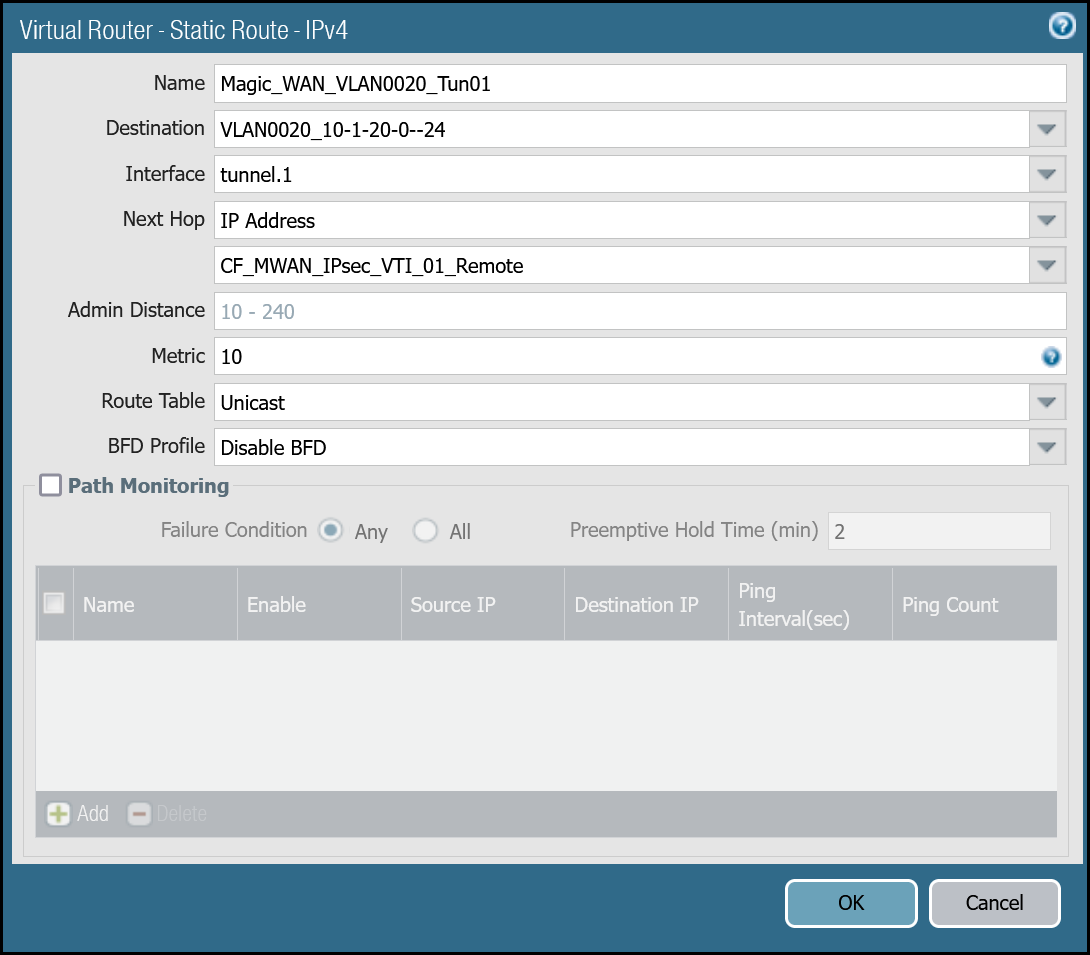 Virtual Router - Static Route - IPv4
Name Magic_WAN_VLAN0020_Tun01
Destination VLAN0020_10-1-20-0--24
Interface tunnel.1
Next Hop IP Address
CF_MWAN_IPsec_VTI_01_Remote
Admin Distance 10 - 240
Metric 10
Route Table Unicast
BFD Profile Disable BFD
Path Monitoring
Failure Condition Any All Preemptive Hold Time (min) 2
Name Enable Source IP Destination IP Ping Interval(sec) Ping Count
Add Delete
OK Cancel